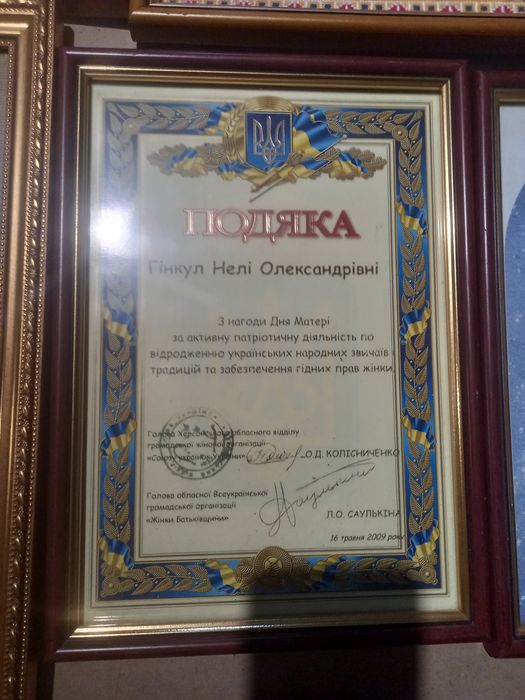 ПОДЯКА
Гінкул Нелі Олександрівні
З нагоди Дня Матері
за активну патріотичну діяльність по
відродженню українських народних звичаїв
традицій та забезпечення гідних прав жінки
Голова Херсонського обласного відділу
громадської жіночої організації
«Союзу українок України» О.Д. КОЛІСНИЧЕНКО
Голова обласної Всеукраїнської
громадської організації
«Жінки Батьківщини» Л.О. САУЛЬКІНА
16 травня 2009 року